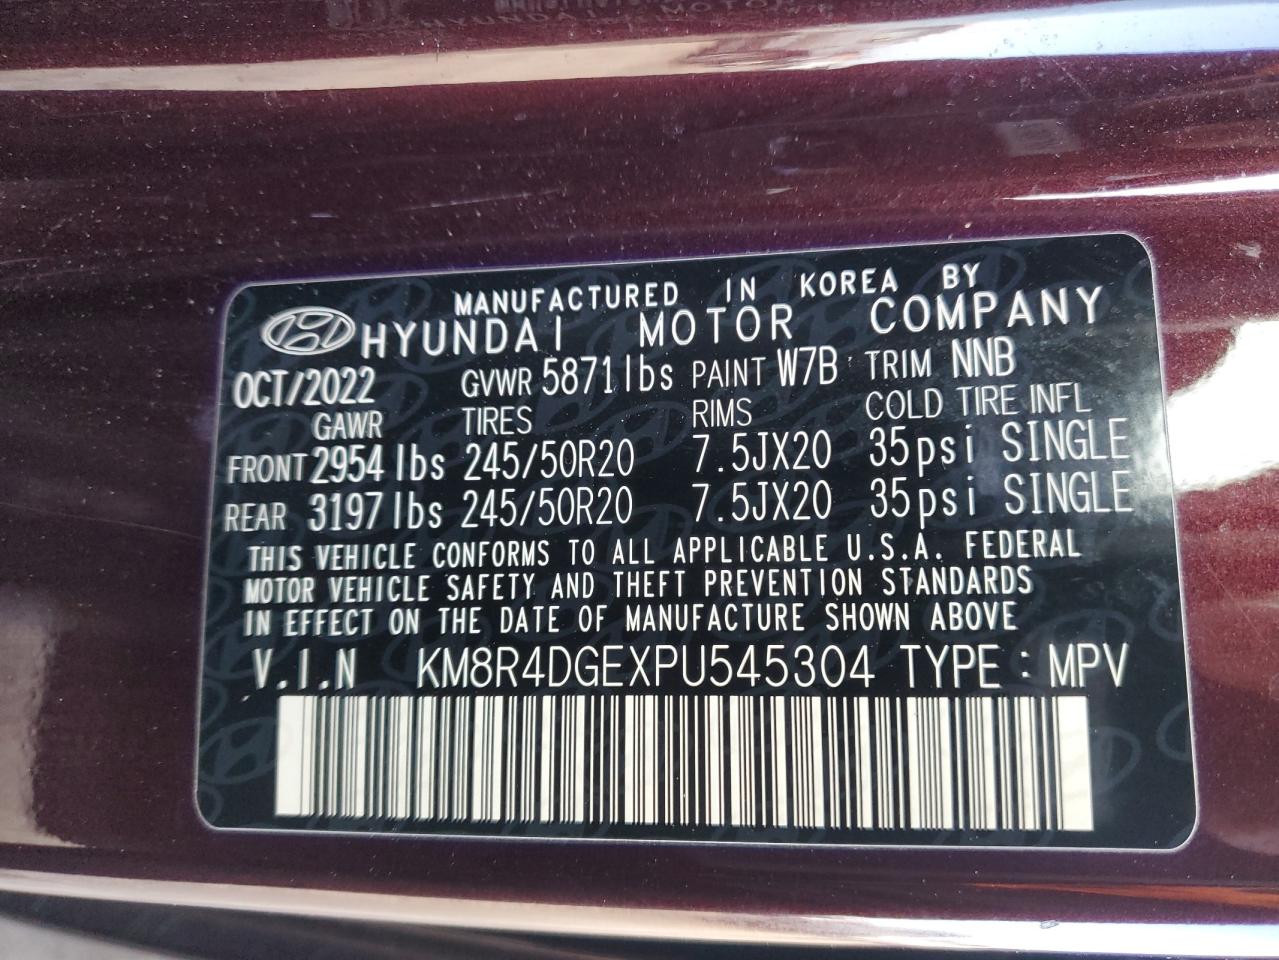 MANUFACTURED IN KOREA BY
HYUNDAI MOTOR COMPANY
OCT/2022 GVWR 5871lbs PAINT W7B TRIM NNB
GAWR TIRES RIMS COLD TIRE INFL
FRONT 2954 lbs 245/50R20 7.5JX20 35psi SINGLE
REAR 3197 lbs 245/50R20 7.5JX20 35psi SINGLE
THIS VEHICLE CONFORMS TO ALL APPLICABLE U.S.A. FEDERAL
MOTOR VEHICLE SAFETY AND THEFT PREVENTION STANDARDS
IN EFFECT ON THE DATE OF MANUFACTURE SHOWN ABOVE
V.I.N KM8R4DGEXPU545304 TYPE : MPV